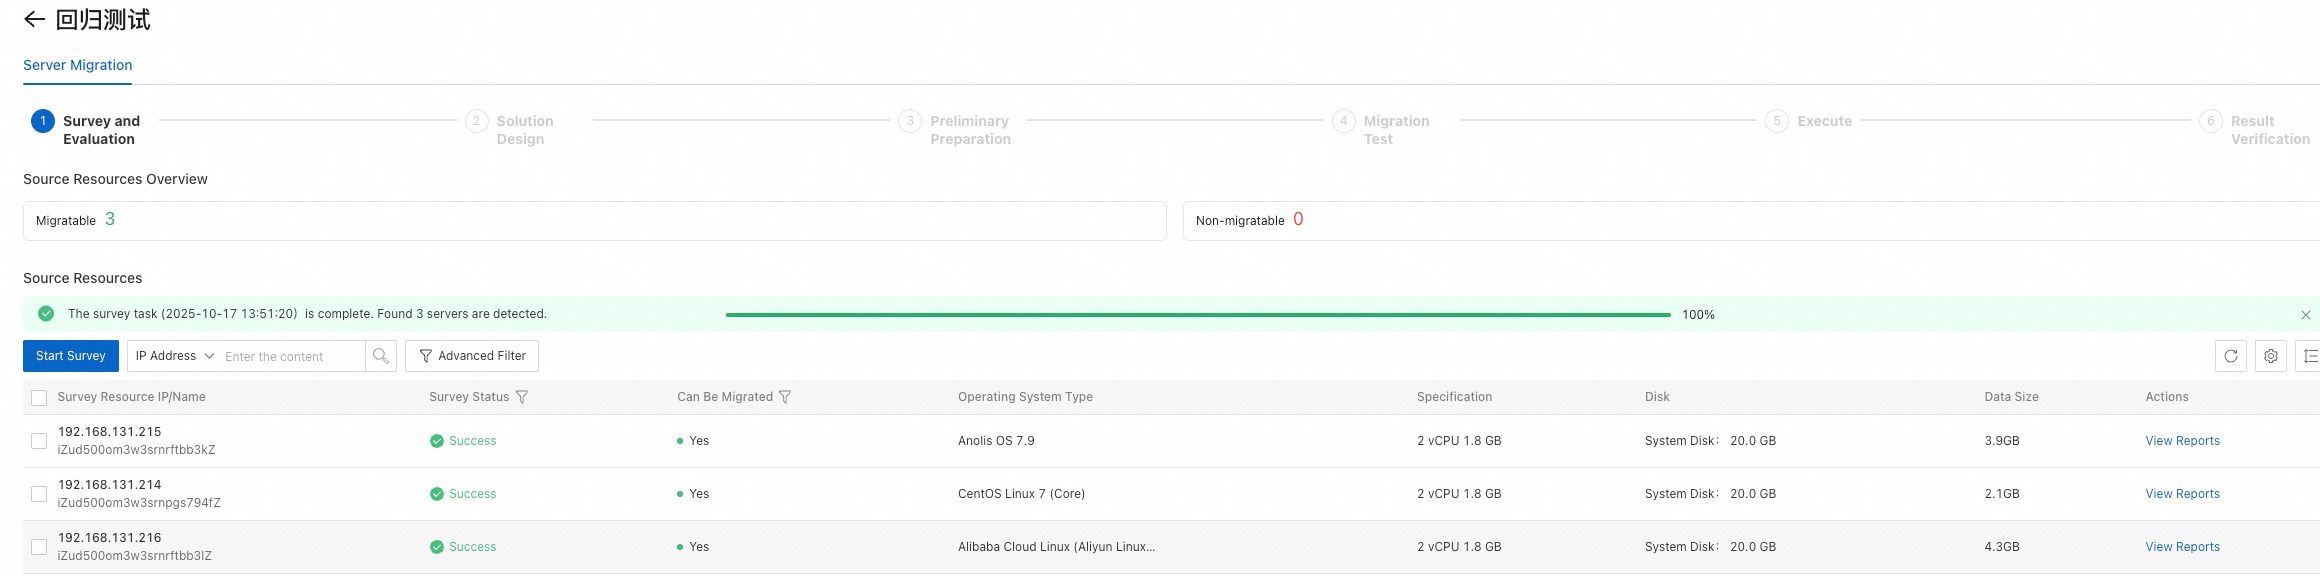 回归测试
Server Migration
1 Survey and Evaluation
2 Solution Design
3 Preliminary Preparation
4 Migration Test
5 Execute
6 Result Verification
Source Resources Overview
Migratable 3
Non-migratable 0
Source Resources
The survey task (2025-10-17 13:51:20) is complete. Found 3 servers are detected. 100%
Start Survey IP Address Enter the content Advanced Filter
Survey Resource IP/Name Survey Status Can Be Migrated Operating System Type Specification Disk Data Size Actions
192.168.131.215
iZud500om3w3srnrftbb3kZ
Success Yes Anolis OS 7.9 2 vCPU 1.8 GB System Disk: 20.0 GB 3.9GB View Reports
192.168.131.214
iZud500om3w3srnpgs794fZ
Success Yes CentOS Linux 7 (Core) 2 vCPU 1.8 GB System Disk: 20.0 GB 2.1GB View Reports
192.168.131.216
iZud500om3w3srnrftbb3lZ
Success Yes Alibaba Cloud Linux (Aliyun Linux... 2 vCPU 1.8 GB System Disk: 20.0 GB 4.3GB View Reports